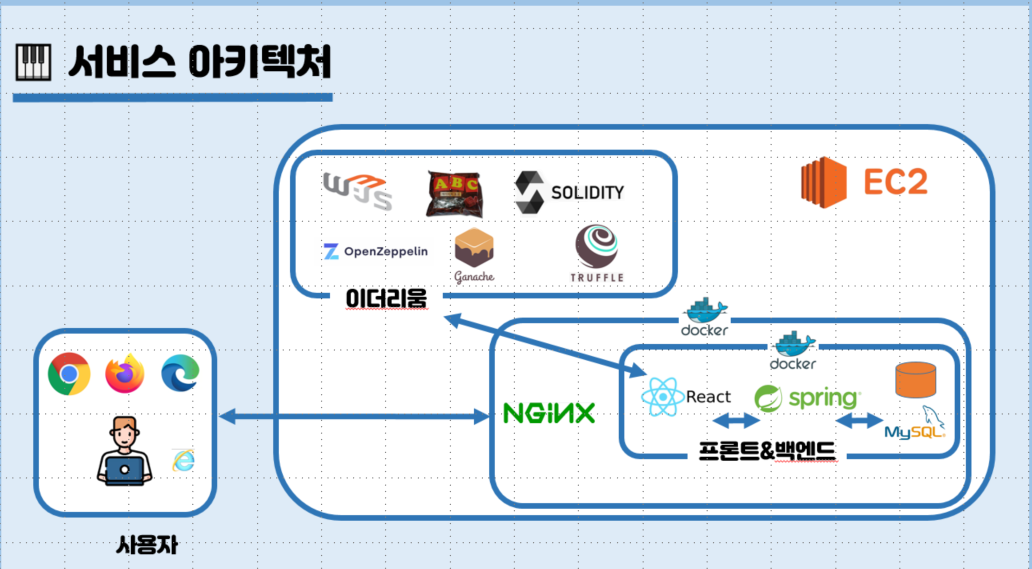 서비스 아키텍처
W3JS
ABC
SOLIDITY
EC2
OpenZeppelin
Ganache
TRUFFLE
이더리움
docker
docker
React
spring
NGINX
MySQL
프론트&백엔드
사용자